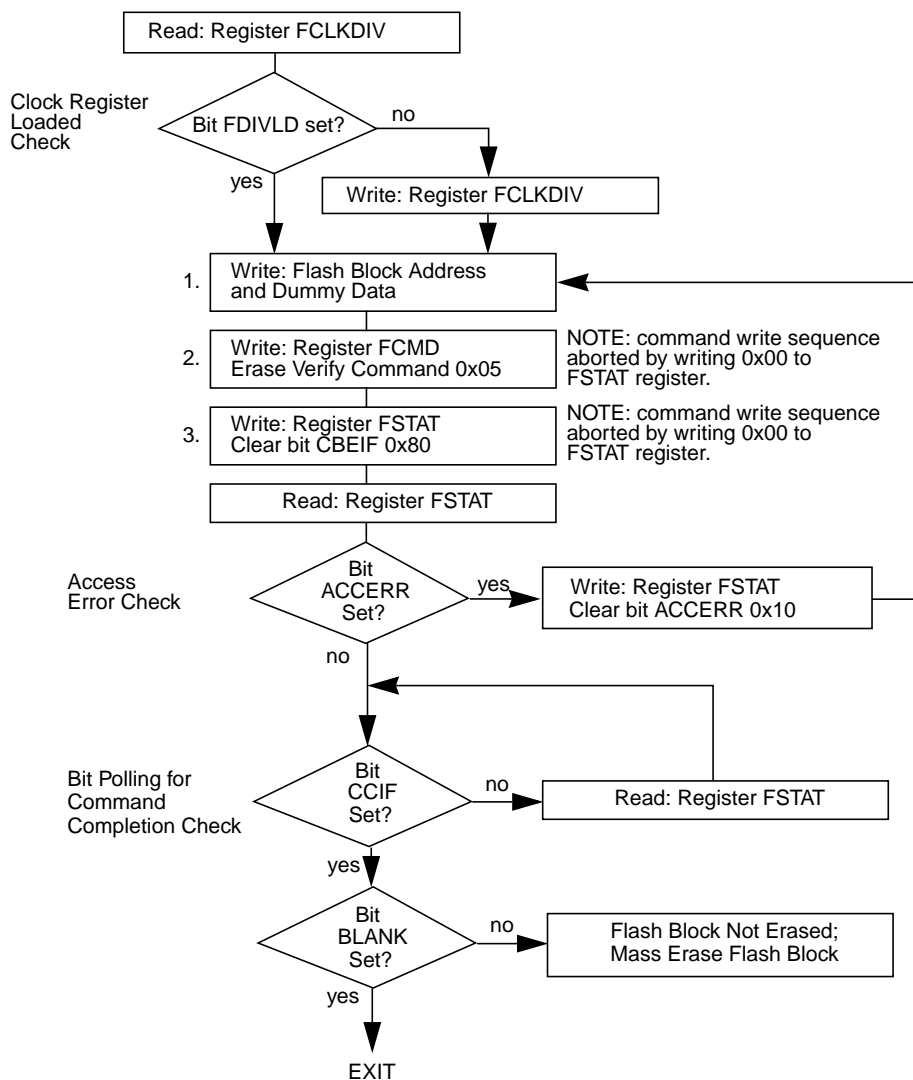 Read: Register FCLKDIV
Clock Register
Loaded
Check
Bit FDIVLD set?
no
yes
Write: Register FCLKDIV
1.
Write: Flash Block Address
and Dummy Data
2.
Write: Register FCMD
Erase Verify Command 0x05
NOTE: command write sequence
aborted by writing 0x00 to
FSTAT register.
3.
Write: Register FSTAT
Clear bit CBEIF 0x80
NOTE: command write sequence
aborted by writing 0x00 to
FSTAT register.
Read: Register FSTAT
Access
Error Check
Bit
ACCERR
Set?
yes
Write: Register FSTAT
Clear bit ACCERR 0x10
no
Bit Polling for
Command
Completion Check
Bit
CCIF
Set?
no
Read: Register FSTAT
yes
Bit
BLANK
Set?
no
Flash Block Not Erased;
Mass Erase Flash Block
yes
EXIT